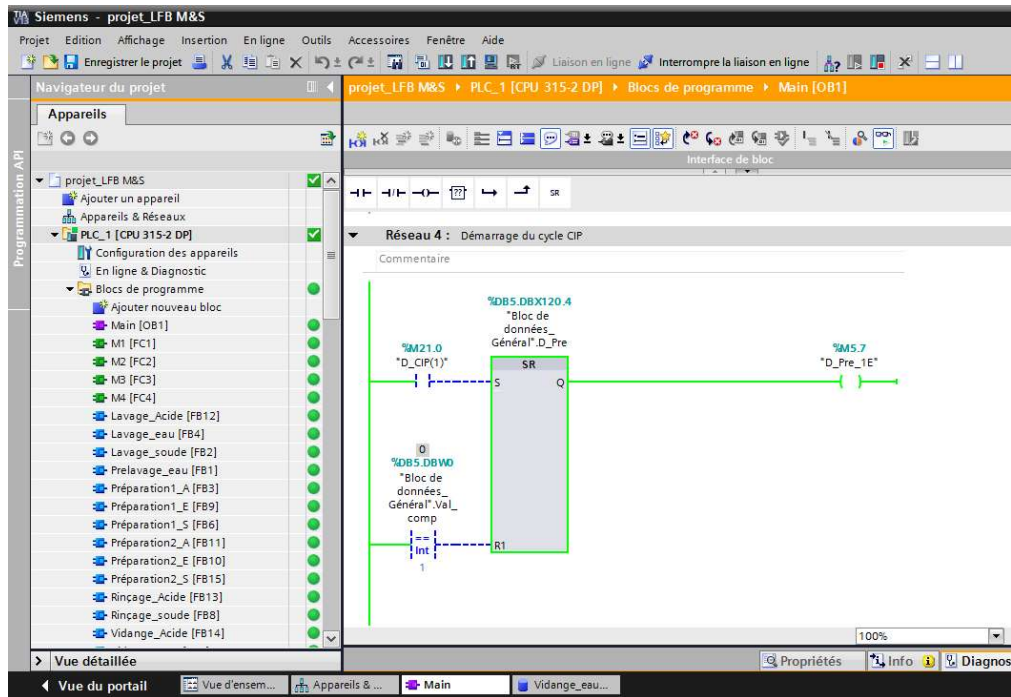 Siemens - projet_LFB M&S
Projet Edition Affichage Insertion En ligne Outils Accessoires Fenêtre Aide
Enregistrer le projet Liaison en ligne Interrompre la liaison en ligne
Navigateur du projet
projet_LFB M&S PLC_1 [CPU 315-2 DP] Blocs de programme Main [OB1]
Appareils
Programmation API
Interface de bloc
projet_LFB M&S
Ajouter un appareil
Appareils & Réseaux
PLC_1 [CPU 315-2 DP]
Configuration des appareils
En ligne & Diagnostic
Blocs de programme
Ajouter nouveau bloc
Main [OB1]
M1 [FC1]
M2 [FC2]
M3 [FC3]
M4 [FC4]
Lavage_Acide [FB12]
Lavage_eau [FB4]
Lavage_soude [FB2]
Prelavage_eau [FB1]
Préparation1_A [FB3]
Préparation1_E [FB9]
Préparation1_S [FB6]
Préparation2_A [FB11]
Préparation2_E [FB10]
Préparation2_S [FB15]
Rinçage_Acide [FB13]
Rinçage_soude [FB8]
Vidange_Acide [FB14]
?? SR
Réseau 4 : Démarrage du cycle CIP
Commentaire
%DB5.DBX120.4
"Bloc de
données_
Général".D_Pre
%M21.0
"D_CIP(1)"
SR
S Q
%M5.7
"D_Pre_1E"
0
%DB5.DBW0
"Bloc de
données_
Général".Val_
comp
==
Int
R1
1
100%
Vue détaillée
Propriétés Info Diagnos
Vue du portail Vue d'ensem... Appareils & ... Main Vidange_eau...